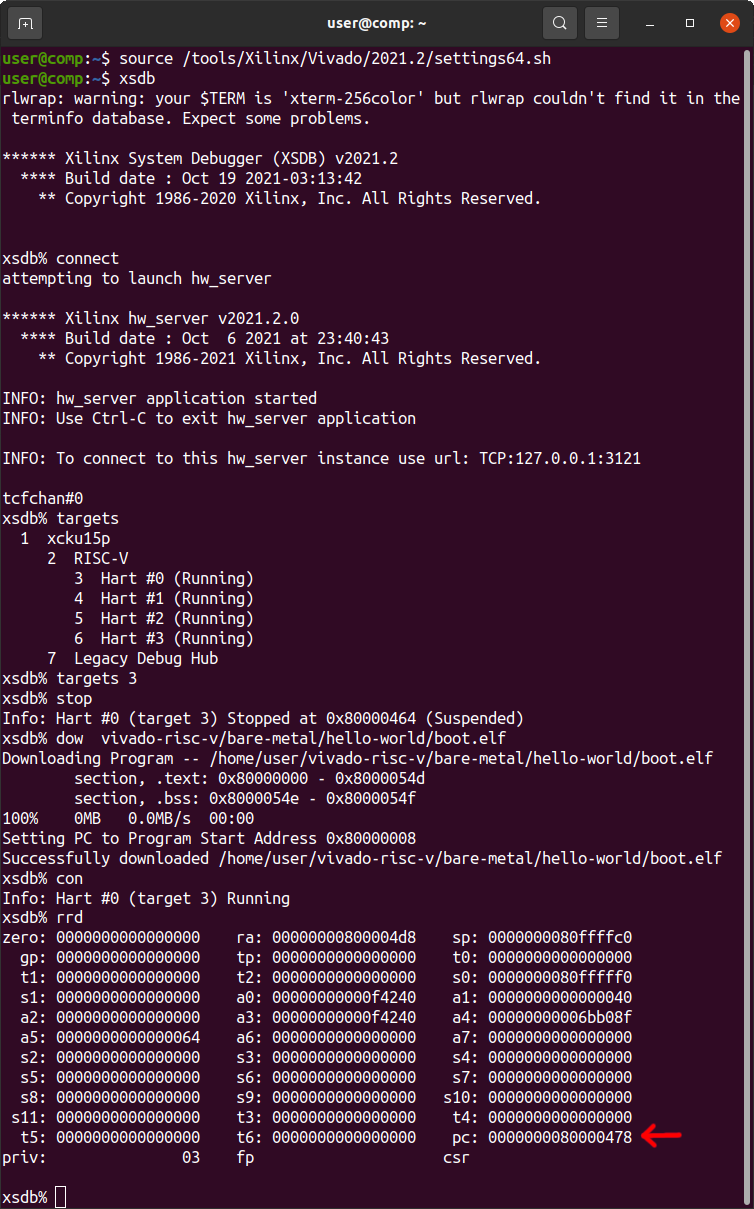 user@comp: ~
user@comp:~$ source /tools/Xilinx/Vivado/2021.2/settings64.sh
user@comp:~$ xsdb
rlwrap: warning: your $TERM is 'xterm-256color' but rlwrap couldn't find it in the
 terminfo database. Expect some problems.

****** Xilinx System Debugger (XSDB) v2021.2
  **** Build date : Oct 19 2021-03:13:42
    ** Copyright 1986-2020 Xilinx, Inc. All Rights Reserved.


xsdb% connect
attempting to launch hw_server

****** Xilinx hw_server v2021.2.0
  **** Build date : Oct  6 2021 at 23:40:43
    ** Copyright 1986-2021 Xilinx, Inc. All Rights Reserved.

INFO: hw_server application started
INFO: Use Ctrl-C to exit hw_server application

INFO: To connect to this hw_server instance use url: TCP:127.0.0.1:3121

tcfchan#0
xsdb% targets
  1  xcku15p
     2  RISC-V
        3  Hart #0 (Running)
        4  Hart #1 (Running)
        5  Hart #2 (Running)
        6  Hart #3 (Running)
     7  Legacy Debug Hub
xsdb% targets 3
xsdb% stop
Info: Hart #0 (target 3) Stopped at 0x80000464 (Suspended)
xsdb% dow  vivado-risc-v/bare-metal/hello-world/boot.elf
Downloading Program -- /home/user/vivado-risc-v/bare-metal/hello-world/boot.elf
        section, .text: 0x80000000 - 0x8000054d
        section, .bss: 0x8000054e - 0x8000054f
100%    0MB   0.0MB/s  00:00
Setting PC to Program Start Address 0x80000008
Successfully downloaded /home/user/vivado-risc-v/bare-metal/hello-world/boot.elf
xsdb% con
Info: Hart #0 (target 3) Running
xsdb% rrd
zero: 0000000000000000    ra: 00000000800004d8    sp: 0000000080ffffc0
  gp: 0000000000000000    tp: 0000000000000000    t0: 0000000000000000
  t1: 0000000000000000    t2: 0000000000000000    s0: 0000000080fffff0
  s1: 0000000000000000    a0: 00000000000f4240    a1: 0000000000000040
  a2: 0000000000000000    a3: 00000000000f4240    a4: 00000000006bb08f
  a5: 0000000000000064    a6: 0000000000000000    a7: 0000000000000000
  s2: 0000000000000000    s3: 0000000000000000    s4: 0000000000000000
  s5: 0000000000000000    s6: 0000000000000000    s7: 0000000000000000
  s8: 0000000000000000    s9: 0000000000000000   s10: 0000000000000000
 s11: 0000000000000000    t3: 0000000000000000    t4: 0000000000000000
  t5: 0000000000000000    t6: 0000000000000000    pc: 0000000080000478
priv:               03    fp                     csr

xsdb%